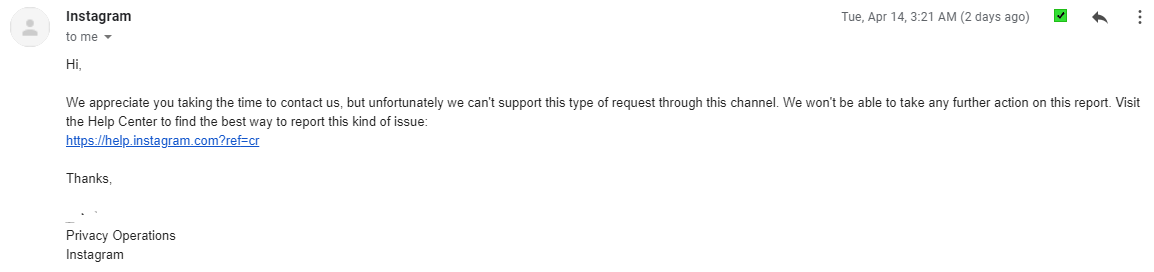 Instagram
Tue, Apr 14, 3:21 AM (2 days ago)
to me
Hi,
We appreciate you taking the time to contact us, but unfortunately we can't support this type of request through this channel. We won't be able to take any further action on this report. Visit
the Help Center to find the best way to report this kind of issue:
https://help.instagram.com?ref=cr
Thanks,
Privacy Operations
Instagram